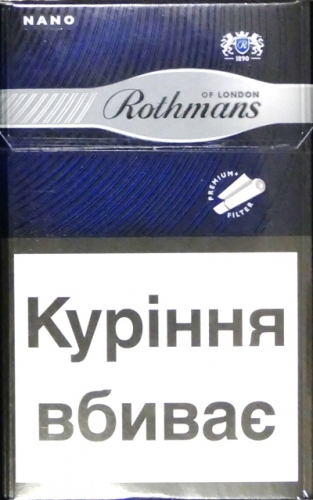 NANO
R
1890
OF LONDON
Rothmans
PREMIUM+
FILTER
Куріння
вбиває